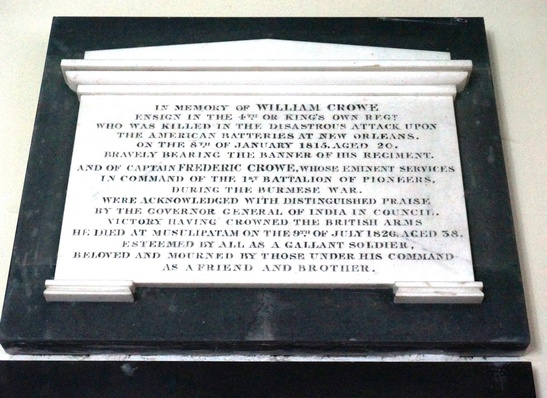 IN MEMORY OF WILLIAM CROWE
ENSIGN IN THE 4TH OR KING'S OWN REGT
WHO WAS KILLED IN THE DISASTROUS ATTACK UPON
THE AMERICAN BATTERIES AT NEW ORLEANS.
ON THE 8TH OF JANUARY 1815. AGED 20.
BRAVELY BEARING THE BANNER OF HIS REGIMENT.
AND OF CAPTAIN FREDERIC CROWE, WHOSE EMINENT SERVICES
IN COMMAND OF THE 1ST BATTALION OF PIONEERS,
DURING THE BURMESE WAR.
WERE ACKNOWLEDGED WITH DISTINGUISHED PRAISE
BY THE GOVERNOR GENERAL OF INDIA IN COUNCIL.
VICTORY HAVING CROWNED THE BRITISH ARMS
HE DIED AT MUSULIPATAM ON THE 9TH OF JULY 1826. AGED 38.
ESTEEMED BY ALL AS A GALLANT SOLDIER,
BELOVED AND MOURNED BY THOSE UNDER HIS COMMAND
AS A FRIEND AND BROTHER.